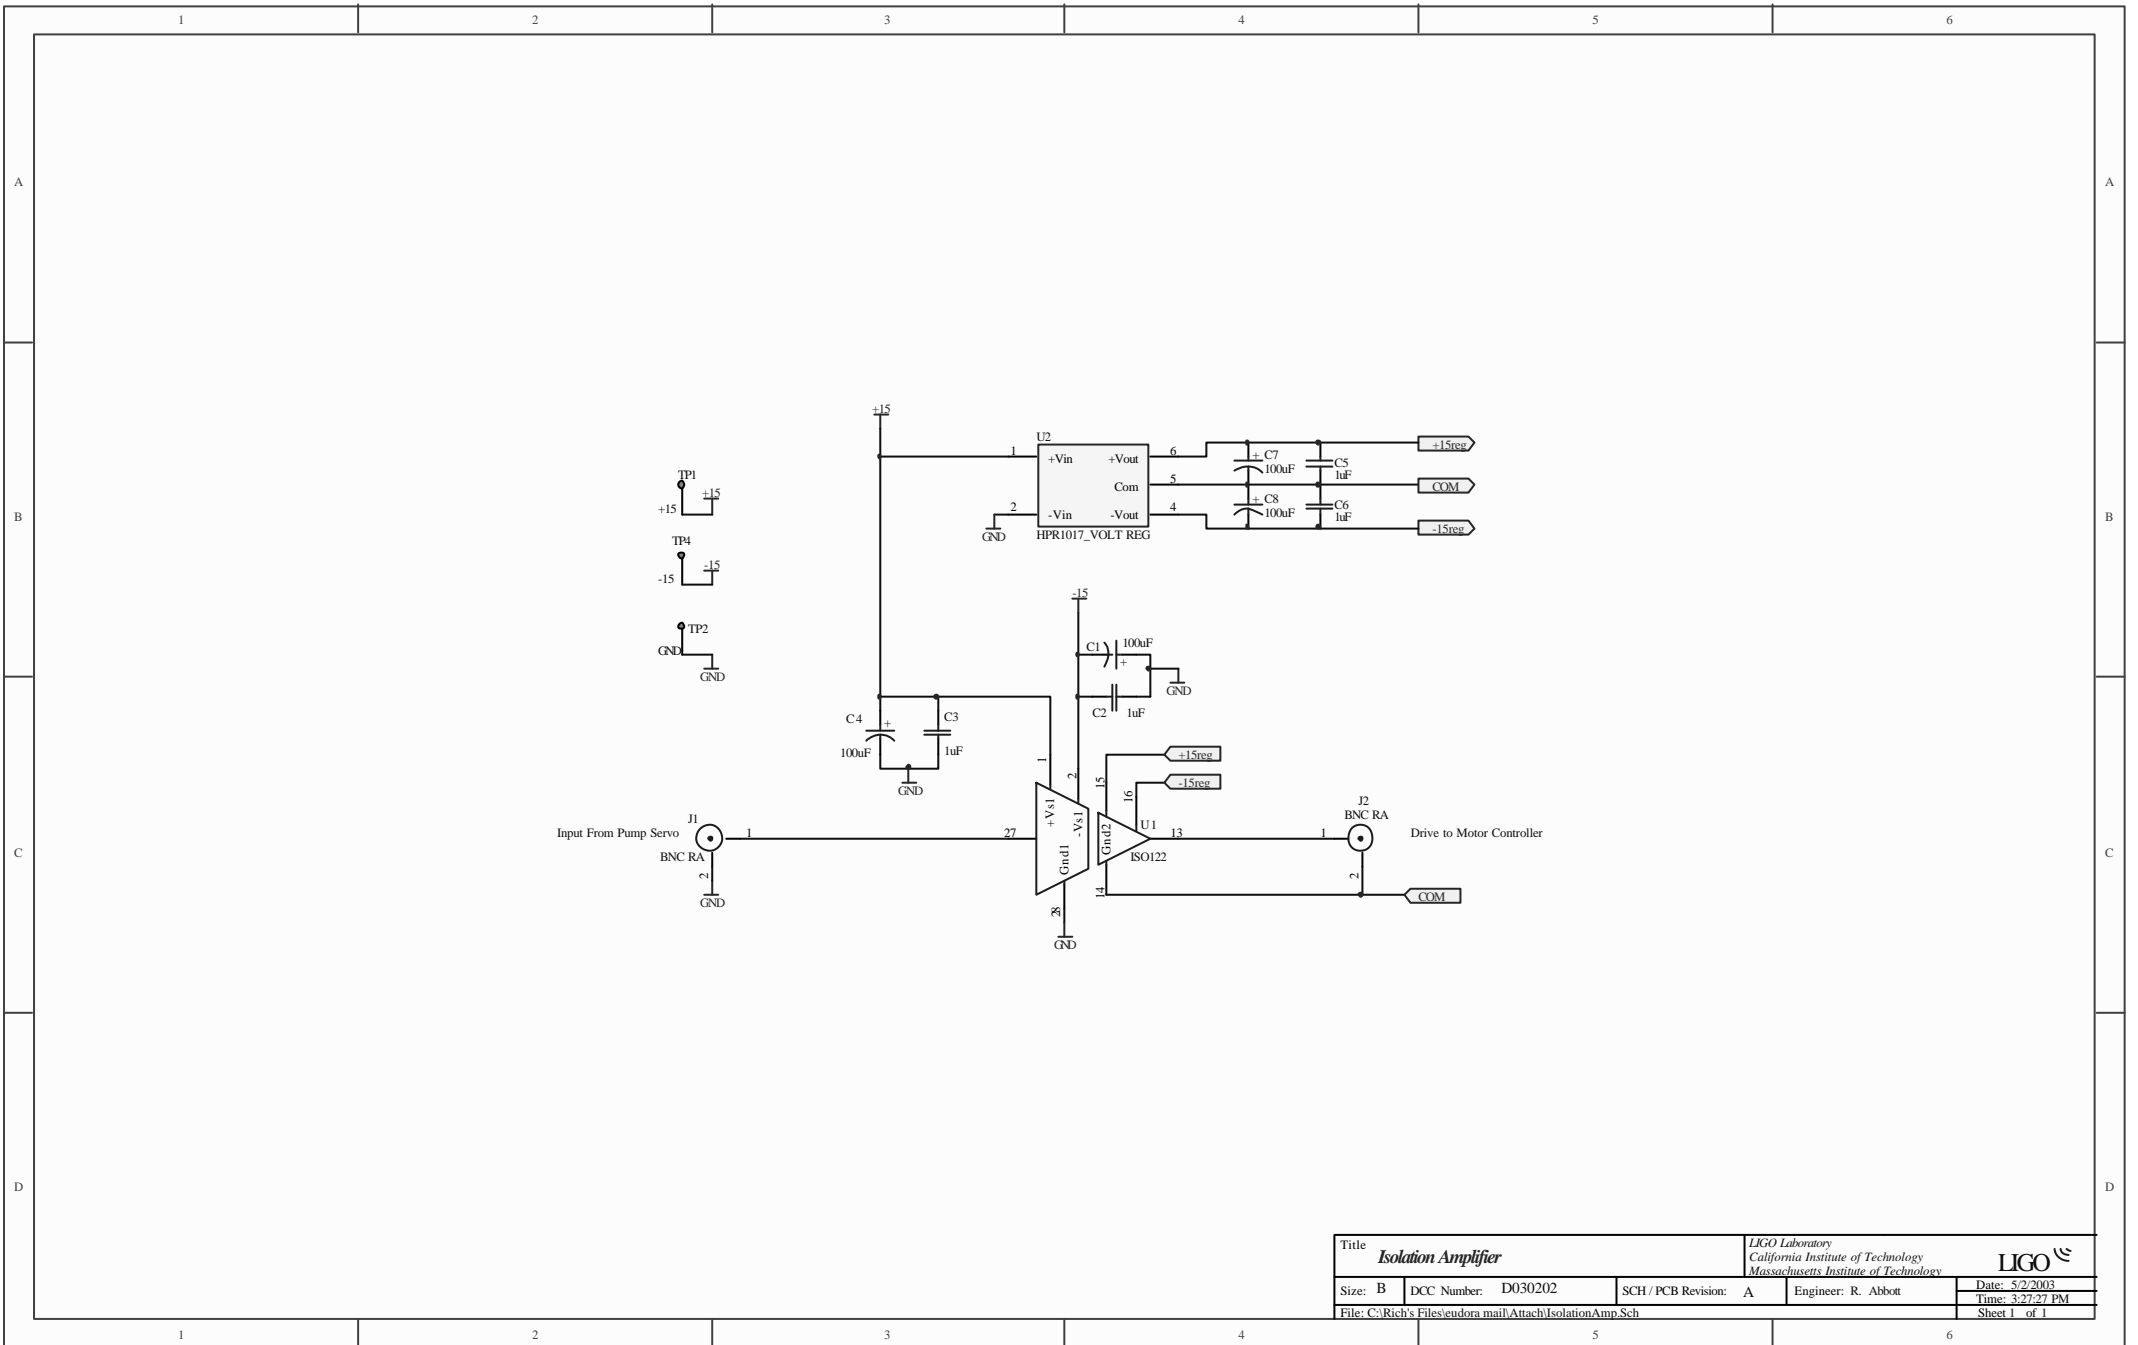 1 2 3 4 5 6
A A
B B
C C
D D
+15
U2
1 +Vin +Vout 6
Com 5
2 -Vin -Vout 4
GND
HPR1017_VOLT REG
+ C7
100uF
C5
1uF
+ C8
100uF
C6
1uF
+15reg
COM
-15reg
TP1
+15 +15
TP4
-15 -15
TP2
GND
GND
-15
C1 100uF
+
C2 1uF
GND
C4 +
100uF
C3
1uF
GND
+15reg
-15reg
1
2
15
16
Input From Pump Servo
J1
BNC RA
1
2
GND
27
+Vs1
-Vs1
Gnd1
Gnd2
U1
ISO122
13
14
28
GND
1
J2
BNC RA
2
Drive to Motor Controller
COM
Title
Isolation Amplifier
LIGO Laboratory
California Institute of Technology
Massachusetts Institute of Technology
LIGO
Size: B
DCC Number: D030202
SCH / PCB Revision: A
Engineer: R. Abbott
Date: 5/2/2003
Time: 3:27:27 PM
File: C:\Rich's Files\eudora mail\Attach\IsolationAmp.Sch
Sheet 1 of 1
1 2 3 4 5 6